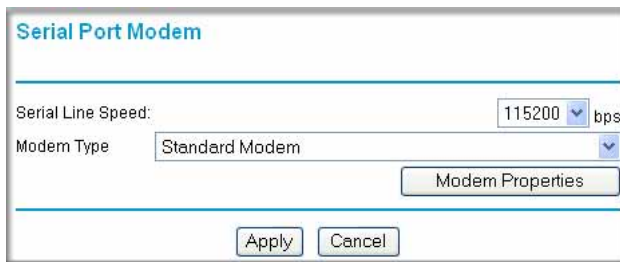 Serial Port Modem
Serial Line Speed: 115200 bps
Modem Type Standard Modem
Modem Properties
Apply Cancel